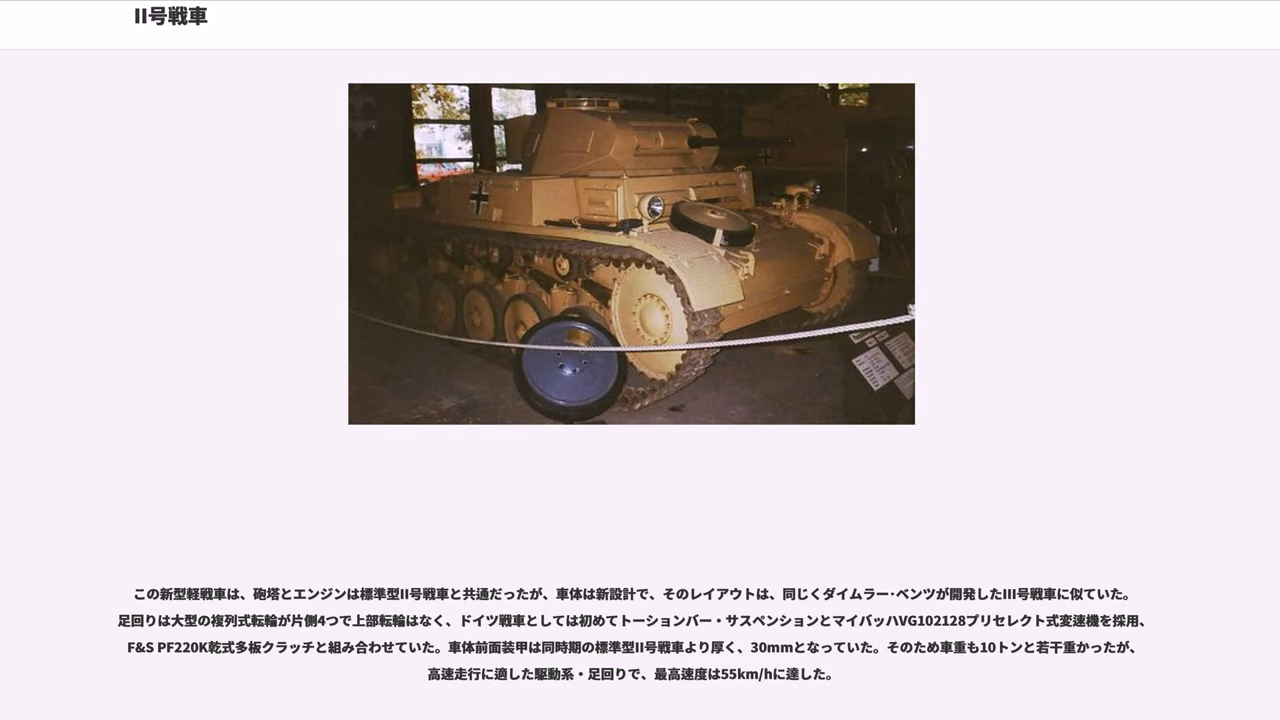 II号戦車
この新型軽戦車は、砲塔とエンジンは標準型II号戦車と共通だったが、車体は新設計で、そのレイアウトは、同じくダイムラー·ベンツが開発したIII号戦車に似ていた。
足回りは大型の複列式転輪が片側4つで上部転輪はなく、ドイツ戦車としては初めてトーションバー・サスペンションとマイバッハVG102128プリセレクト式変速機を採用、
F&S PF220K乾式多板クラッチと組み合わせていた。車体前面装甲は同時期の標準型II号戦車より厚く、30mmとなっていた。そのため車重も10トンと若干重かったが、
高速走行に適した駆動系・足回りで、最高速度は55km/hに達した。